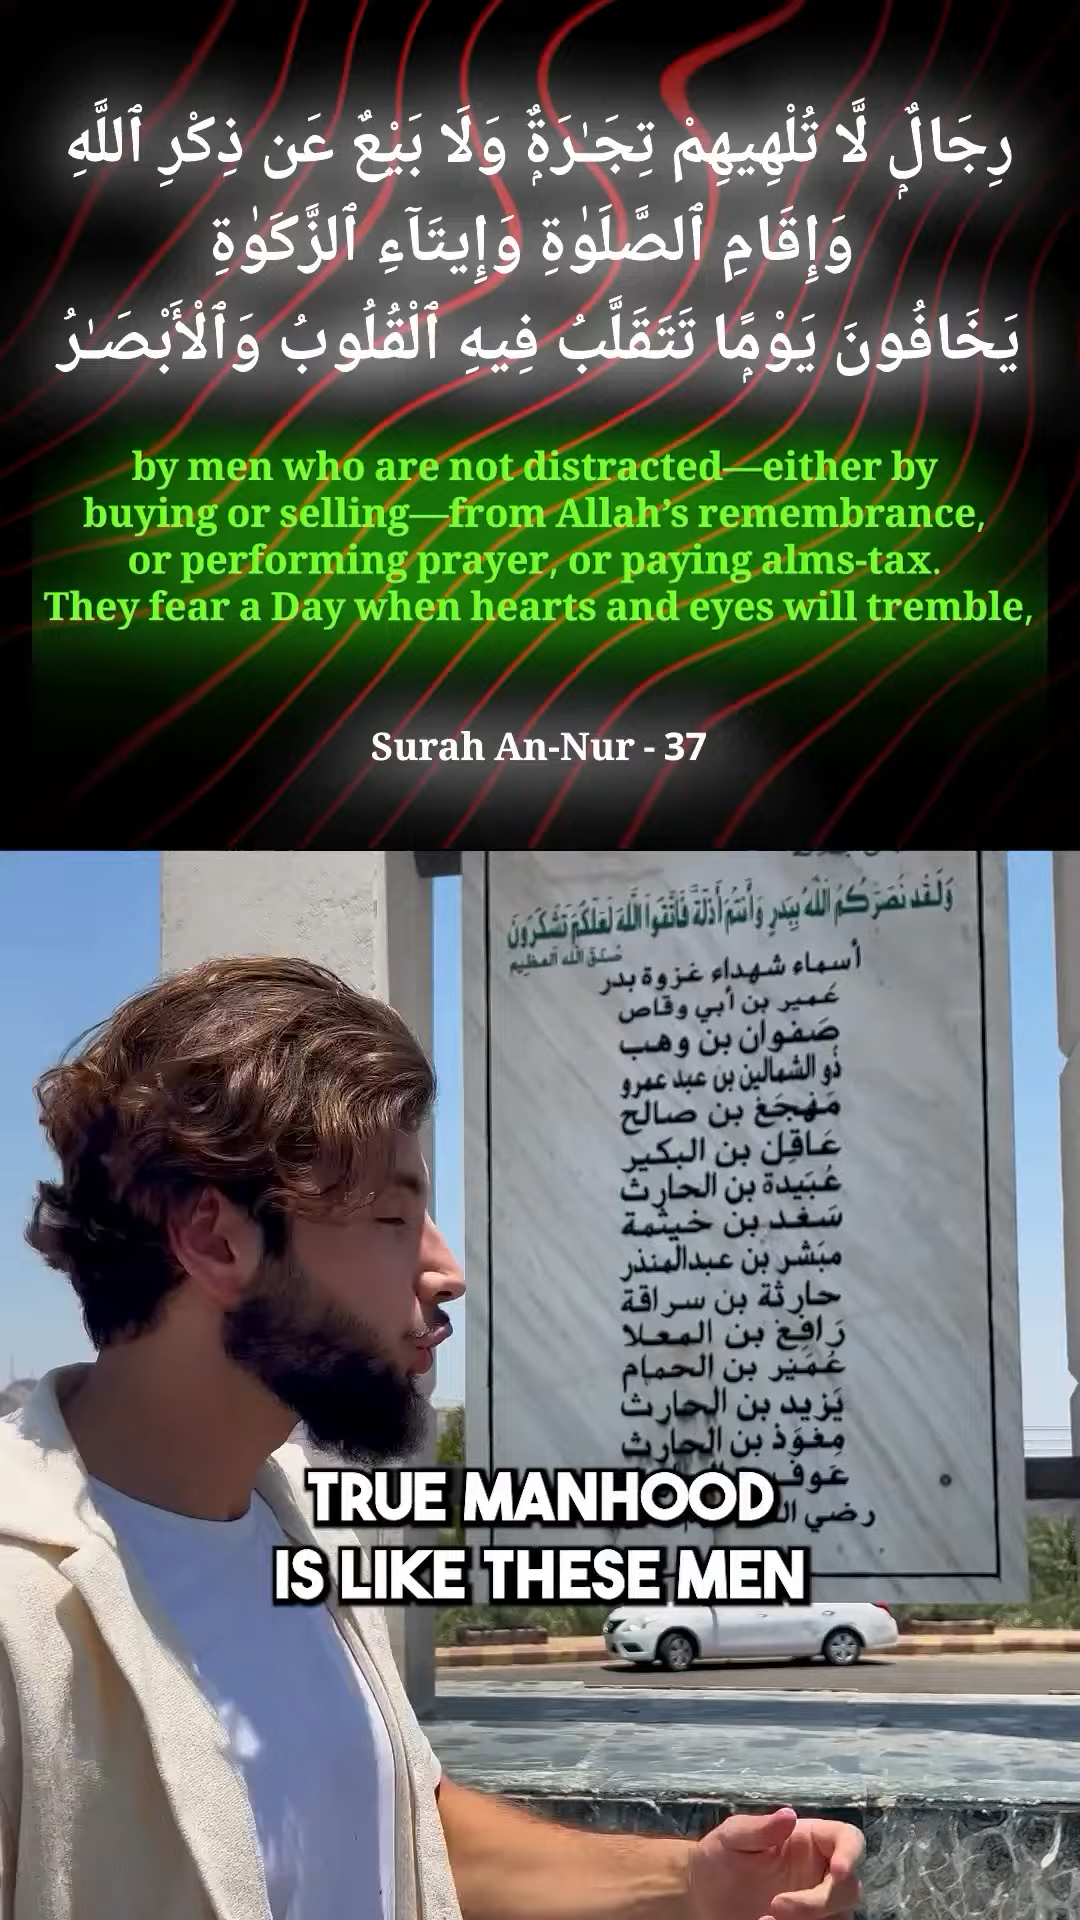 رِجَالٌ لَّا تُلْهِيهِمْ تِجَـٰرَةٌ وَلَا بَيْعٌ عَن ذِكْرِ ٱللَّهِ
وَإِقَامِ ٱلصَّلَوٰةِ وَإِيتَآءِ ٱلزَّكَوٰةِ
يَخَافُونَ يَوْمًا تَتَقَلَّبُ فِيهِ ٱلْقُلُوبُ وَٱلْأَبْصَـٰرُ
by men who are not distracted—either by
buying or selling—from Allah’s remembrance,
or performing prayer, or paying alms-tax.
They fear a Day when hearts and eyes will tremble,
Surah An-Nur - 37
وَلَقَدْ نَصَرَكُمُ اللَّهُ بِبَدْرٍ وَأَنتُمْ أَذِلَّةٌ فَاتَّقُوا اللَّهَ لَعَلَّكُمْ تَشْكُرُونَ
صدق الله العظيم
أسماء شهداء غزوة بدر
عُمير بن أبي وقاص
صَفوان بن وهب
ذُو الشمالين بن عبد عمرو
مَهْجَعْ بن صالح
عَاقِل بن البكير
عُبَيدة بن الحارث
سَعْد بن خيثمة
مبَشر بن عبدالمنذر
حارثة بن سراقة
رَافِعْ بن المعلا
عُمَيْر بن الحمام
يَزيد بن الحارث
مِعْوَذْ بن الحارث
عَوف
رضي
TRUE MANHOOD
IS LIKE THESE MEN